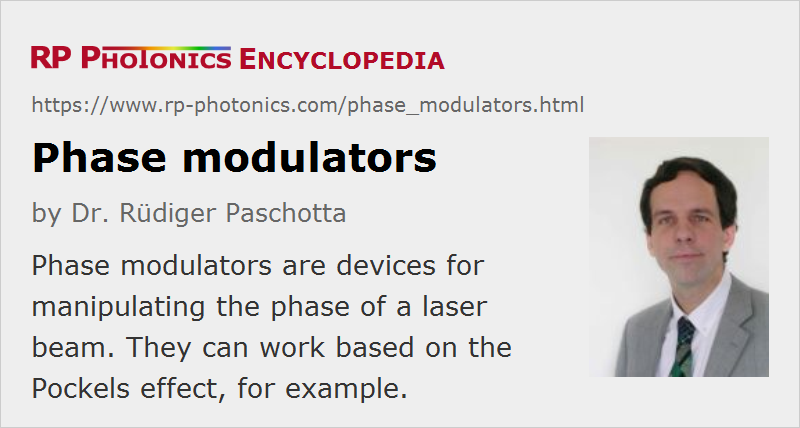 RP PHOTONICS ENCYCLOPEDIA
https://www.rp-photonics.com/phase_modulators.html
Phase modulators
by Dr. Rüdiger Paschotta
Phase modulators are devices for
manipulating the phase of a laser
beam. They can work based on the
Pockels effect, for example.